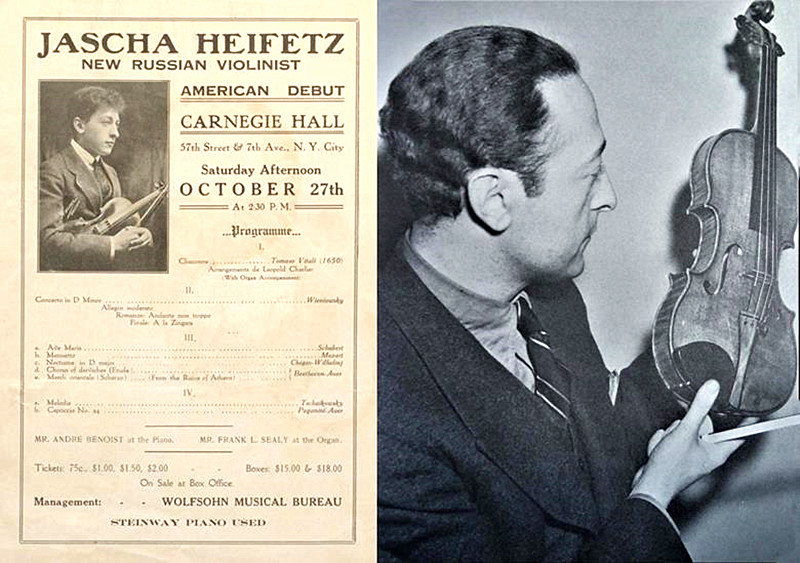 JASCHA HEIFETZ
NEW RUSSIAN VIOLINIST
AMERICAN DEBUT
CARNEGIE HALL
57th Street & 7th Ave., N. Y. City
Saturday Afternoon
OCTOBER 27th
At 2:30 P. M.
...Programme...
I.
Chaconne ............ Tomaso Vitali (1650)
Arrangements de Leopold Charlier
(With Organ Accompaniment)
II.
Concerto in D Minor ............ Wieniawsky
Allegro moderato
Romance: Andante non troppo
Finale: A la Zingara
III.
a. Ave Maria ............ Schubert
b. Menuetto ............ Mozart
c. Nocturne in D major ............ Chopin-Wilhelmj
d. Chorus of dervishes (Etude)
e. March orientale (Scherzo) (From the Ruins of Athens) Beethoven-Auer
IV.
a. Melodie ............ Tschaikowsky
b. Capriccio No. 24 ............ Paganini-Auer
MR. ANDRE BENOIST at the Piano. MR. FRANK L. SEALY at the Organ.
Tickets: 75c., $1.00, $1.50, $2.00 - - Boxes: $15.00 & $18.00
On Sale at Box Office.
Management: - - WOLFSOHN MUSICAL BUREAU
STEINWAY PIANO USED